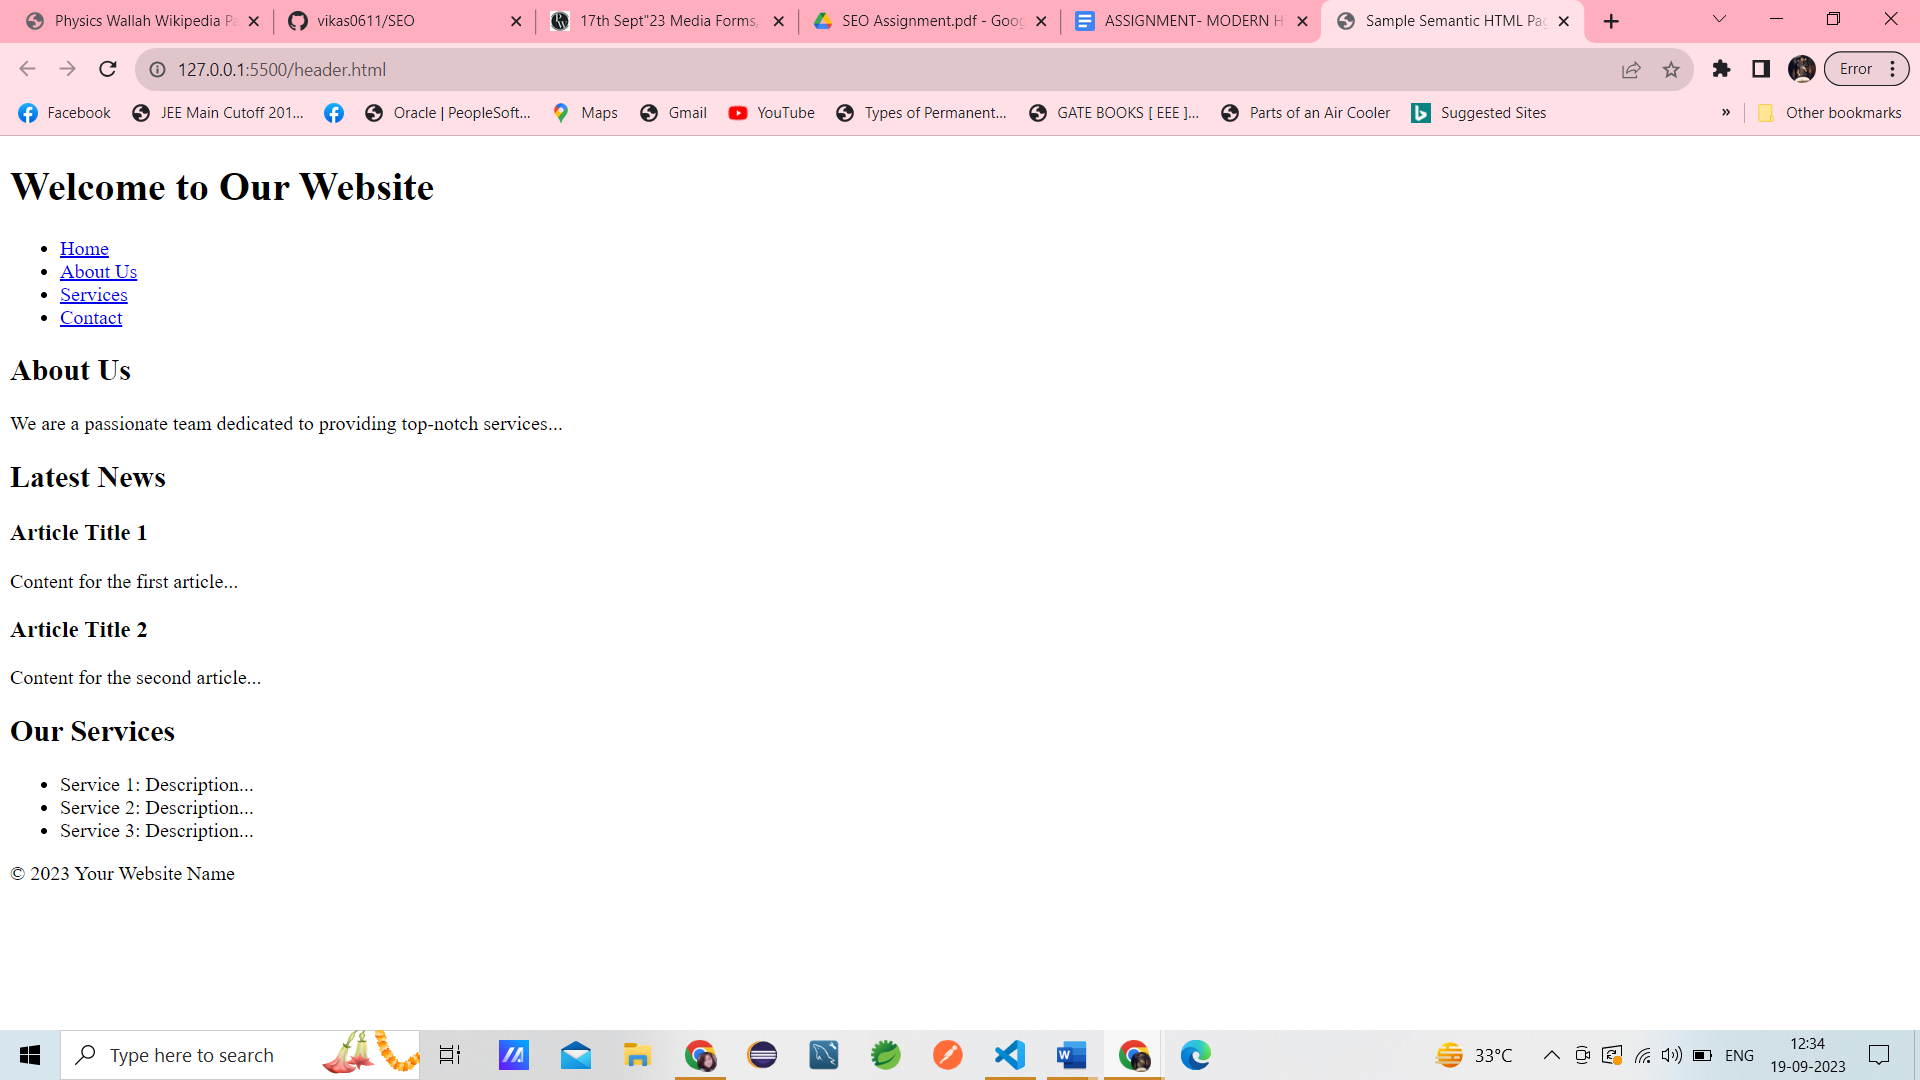 Physics Wallah Wikipedia Pa
vikas0611/SEO
17th Sept"23 Media Forms,
SEO Assignment.pdf - Goog
ASSIGNMENT- MODERN H
Sample Semantic HTML Pag
127.0.0.1:5500/header.html
Error
Facebook
JEE Main Cutoff 201...
Oracle | PeopleSoft...
Maps
Gmail
YouTube
Types of Permanent...
GATE BOOKS [ EEE ]...
Parts of an Air Cooler
Suggested Sites
»
Other bookmarks
Welcome to Our Website
Home
About Us
Services
Contact
About Us
We are a passionate team dedicated to providing top-notch services...
Latest News
Article Title 1
Content for the first article...
Article Title 2
Content for the second article...
Our Services
Service 1: Description...
Service 2: Description...
Service 3: Description...
© 2023 Your Website Name
Type here to search
33°C
ENG
12:34
19-09-2023